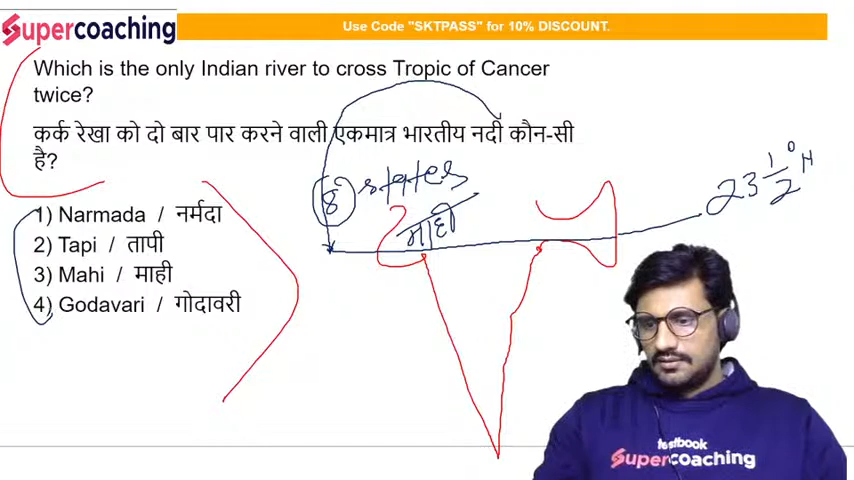 Supercoaching
Use Code "SKTPASS" for 10% DISCOUNT.
Which is the only Indian river to cross Tropic of Cancer
twice?
कर्क रेखा को दो बार पार करने वाली एकमात्र भारतीय नदी कौन-सी
है?
8 states
23 1/2 ° N
माही
1) Narmada / नर्मदा
2) Tapi / तापी
3) Mahi / माही
4) Godavari / गोदावरी
testbook
Supercoaching